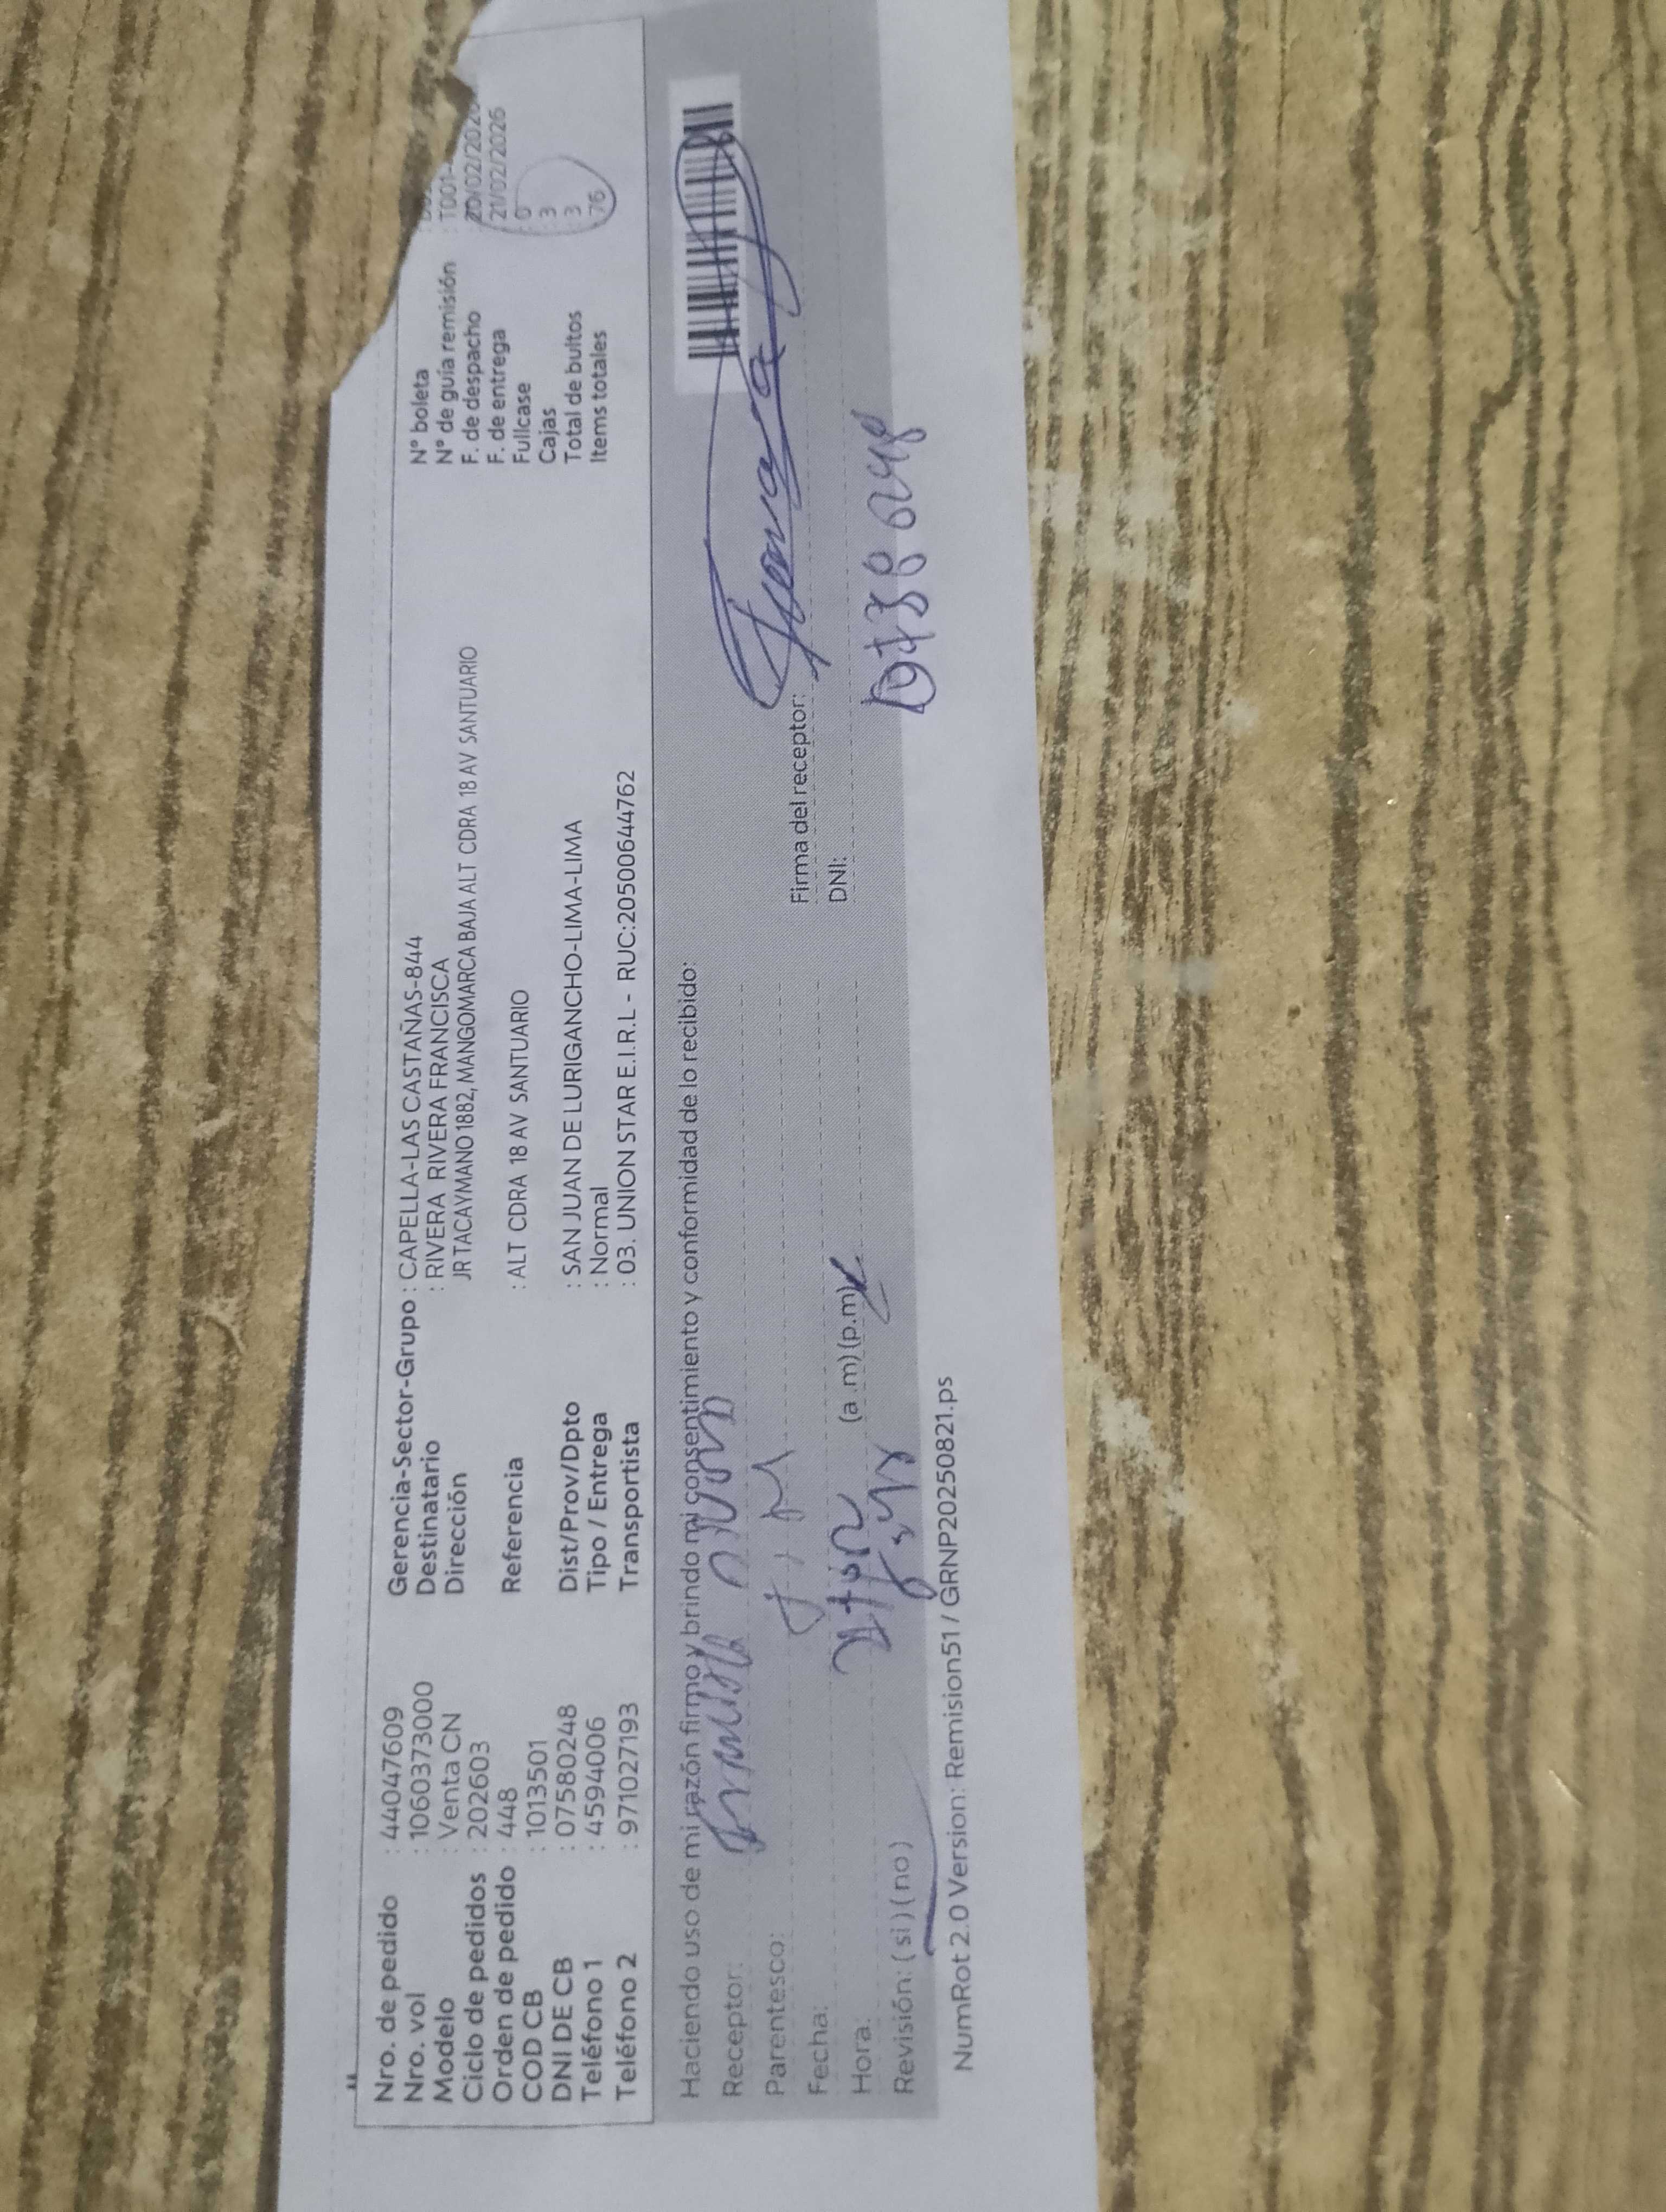 Nro. de pedido : 44047609
Nro. vol : 1060373000
Modelo : Venta CN
Ciclo de pedidos : 202603
Orden de pedido : 448
COD CB : 1013501
DNI DE CB : 07580248
Teléfono 1 : 4594006
Teléfono 2 : 971027193
Gerencia-Sector-Grupo : CAPELLA-LAS CASTAÑAS-844
Destinatario : RIVERA RIVERA FRANCISCA
Dirección JR TACAYMANO 1882, MANGOMARCA BAJA ALT CDRA 18 AV SANTUARIO
Referencia : ALT CDRA 18 AV SANTUARIO
Dist/Prov/Dpto : SAN JUAN DE LURIGANCHO-LIMA-LIMA
Tipo / Entrega : Normal
Transportista : 03. UNION STAR E.I.R.L - RUC:20500644762
N° boleta
N° de guía remisión : T001-
F. de despacho : 20/02/202
F. de entrega : 21/02/2026
Fullcase : 0
Cajas : 3
Total de bultos : 3
Items totales : 76
Haciendo uso de mi razón firmo y brindo mi consentimiento y conformidad de lo recibido:
Receptor:
Parentesco:
Fecha:
Hora: (a .m) (p.m)
Revisión: ( si ) ( no )
Firma del receptor:
DNI:
NumRot 2.0 Version: Remision51 / GRNP20250821.ps